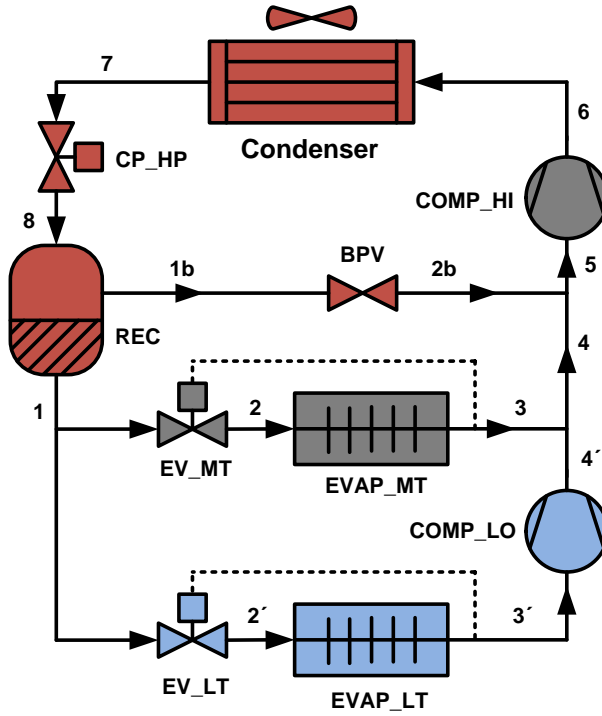 7
6
Condenser
CP_HP
COMP_HI
8
1b
BPV
2b
5
REC
4
1
2
3
EV_MT
EVAP_MT
4´
COMP_LO
2´
3´
EV_LT
EVAP_LT